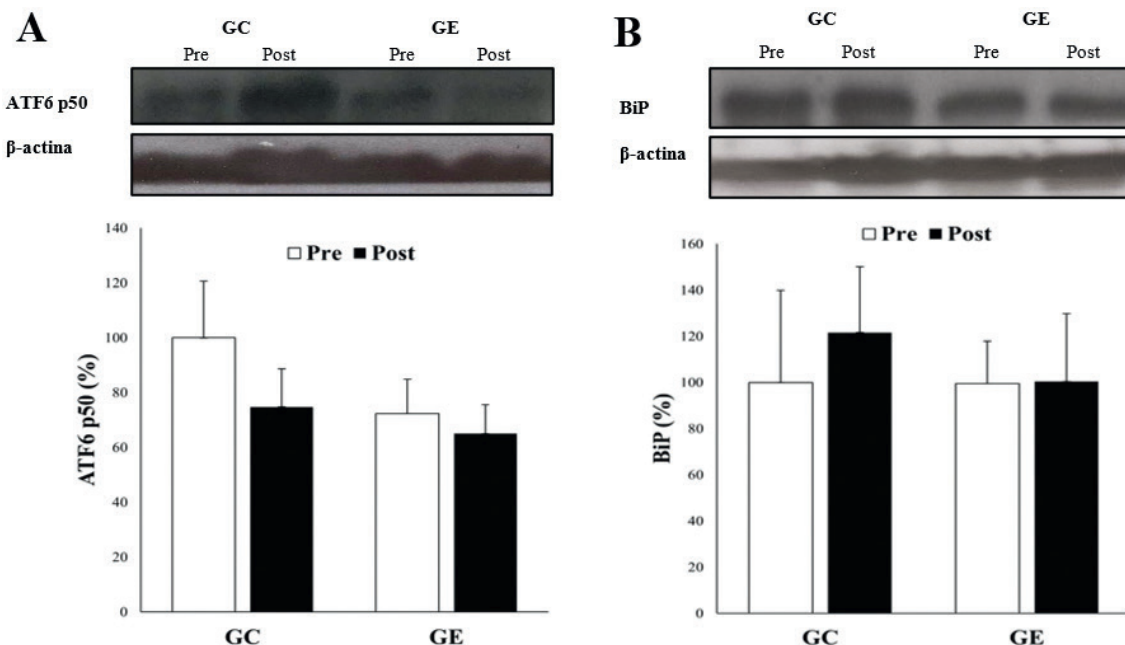 A
GC GE
Pre Post Pre Post
ATF6 p50
β-actina
140
120
100
80
60
40
20
0
ATF6 p50 (%)
Pre Post
GC GE
B
GC GE
Pre Post Pre Post
BiP
β-actina
160
140
120
100
80
60
40
20
0
BiP (%)
Pre Post
GC GE